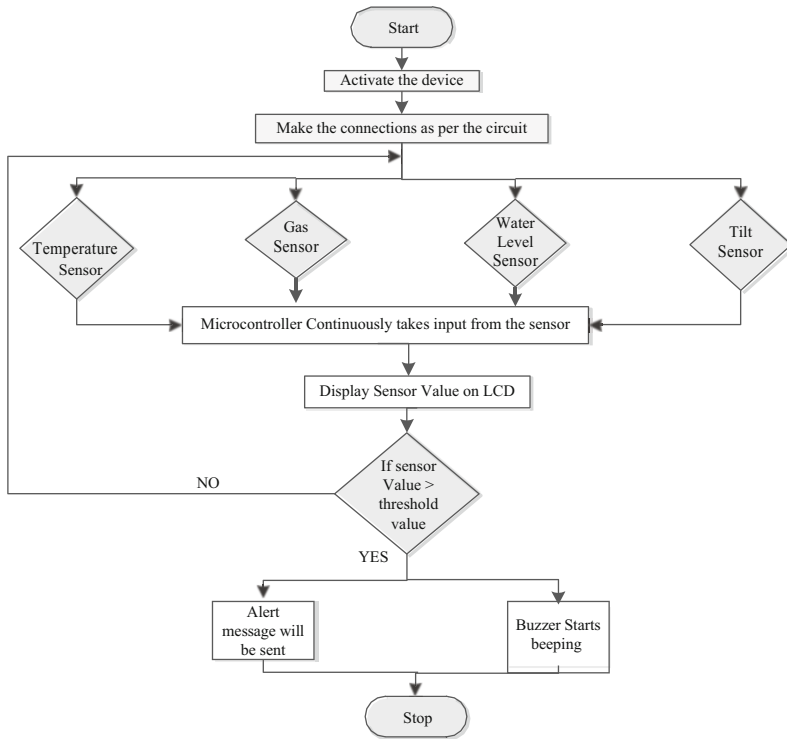 Start
Activate the device
Make the connections as per the circuit
Temperature
Sensor
Gas
Sensor
Water
Level
Sensor
Tilt
Sensor
Microcontroller Continuously takes input from the sensor
Display Sensor Value on LCD
If sensor
Value >
threshold
value
NO
YES
Alert
message will
be sent
Buzzer Starts
beeping
Stop